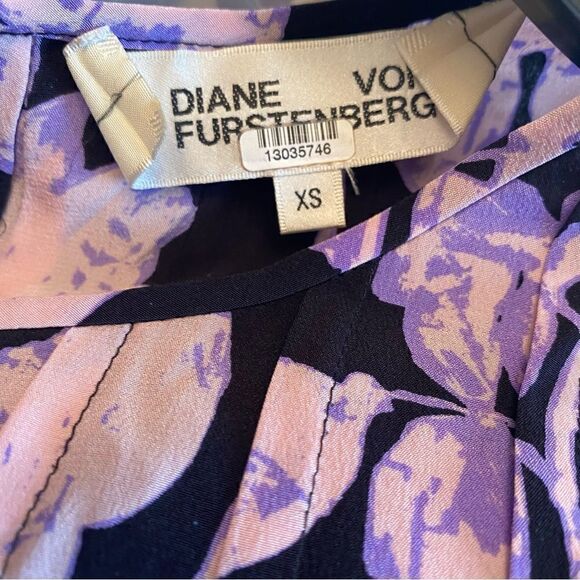 DIANE VON
FURSTENBERG
13035746
XS